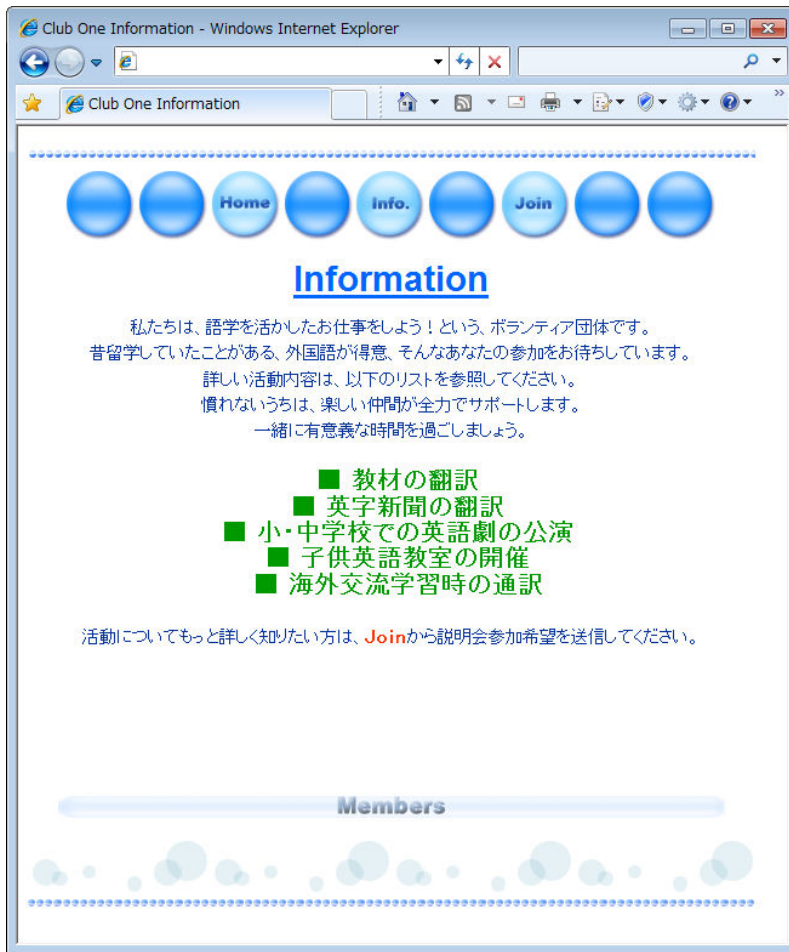 Club One Information - Windows Internet Explorer
Club One Information
Home Info. Join
Information
私たちは、語学を活かしたお仕事をしよう！という、ボランティア団体です。
昔留学していたことがある、外国語が得意、そんなあなたの参加をお待ちしています。
詳しい活動内容は、以下のリストを参照してください。
慣れないうちは、楽しい仲間が全力でサポートします。
一緒に有意義な時間を過ごしましょう。
■ 教材の翻訳
■ 英字新聞の翻訳
■ 小・中学校での英語劇の公演
■ 子供英語教室の開催
■ 海外交流学習時の通訳
活動についてもっと詳しく知りたい方は、Joinから説明会参加希望を送信してください。
Members